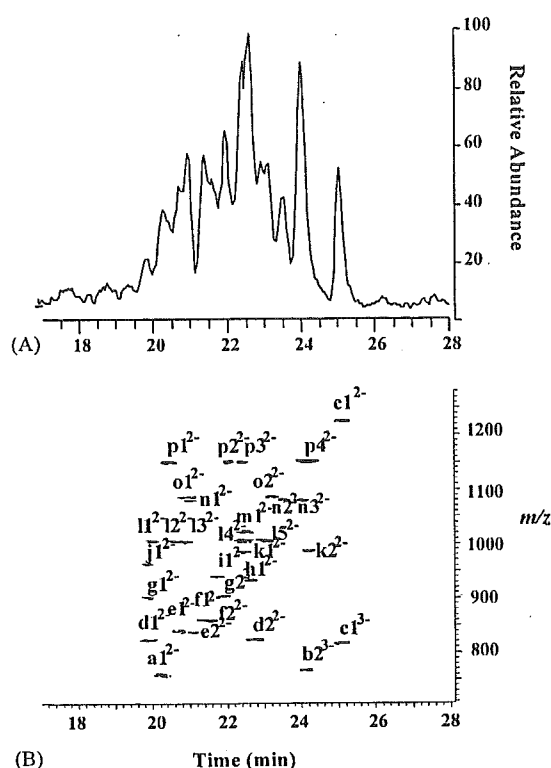 100
80
60
40
20
Relative Abundance
20 22 24 26 28
(A)
c1²⁻
p1²⁻ p2²⁻ p3²⁻ p4²⁻
o1²⁻ o2²⁻
n1²⁻ m1²⁻ n2²⁻ n3²⁻
l1²⁻ l2²⁻ l3²⁻ l4²⁻ l5²⁻
j1²⁻ i1²⁻ k1²⁻ k2²⁻
h1²⁻
g1²⁻ g2²⁻
d1²⁻ e1²⁻ f1²⁻ f2²⁻
e2²⁻ d2²⁻ c1³⁻
a1²⁻ b2³⁻
1200
1100
1000
900
800
m/z
18 20 22 24 26 28
(B) Time (min)